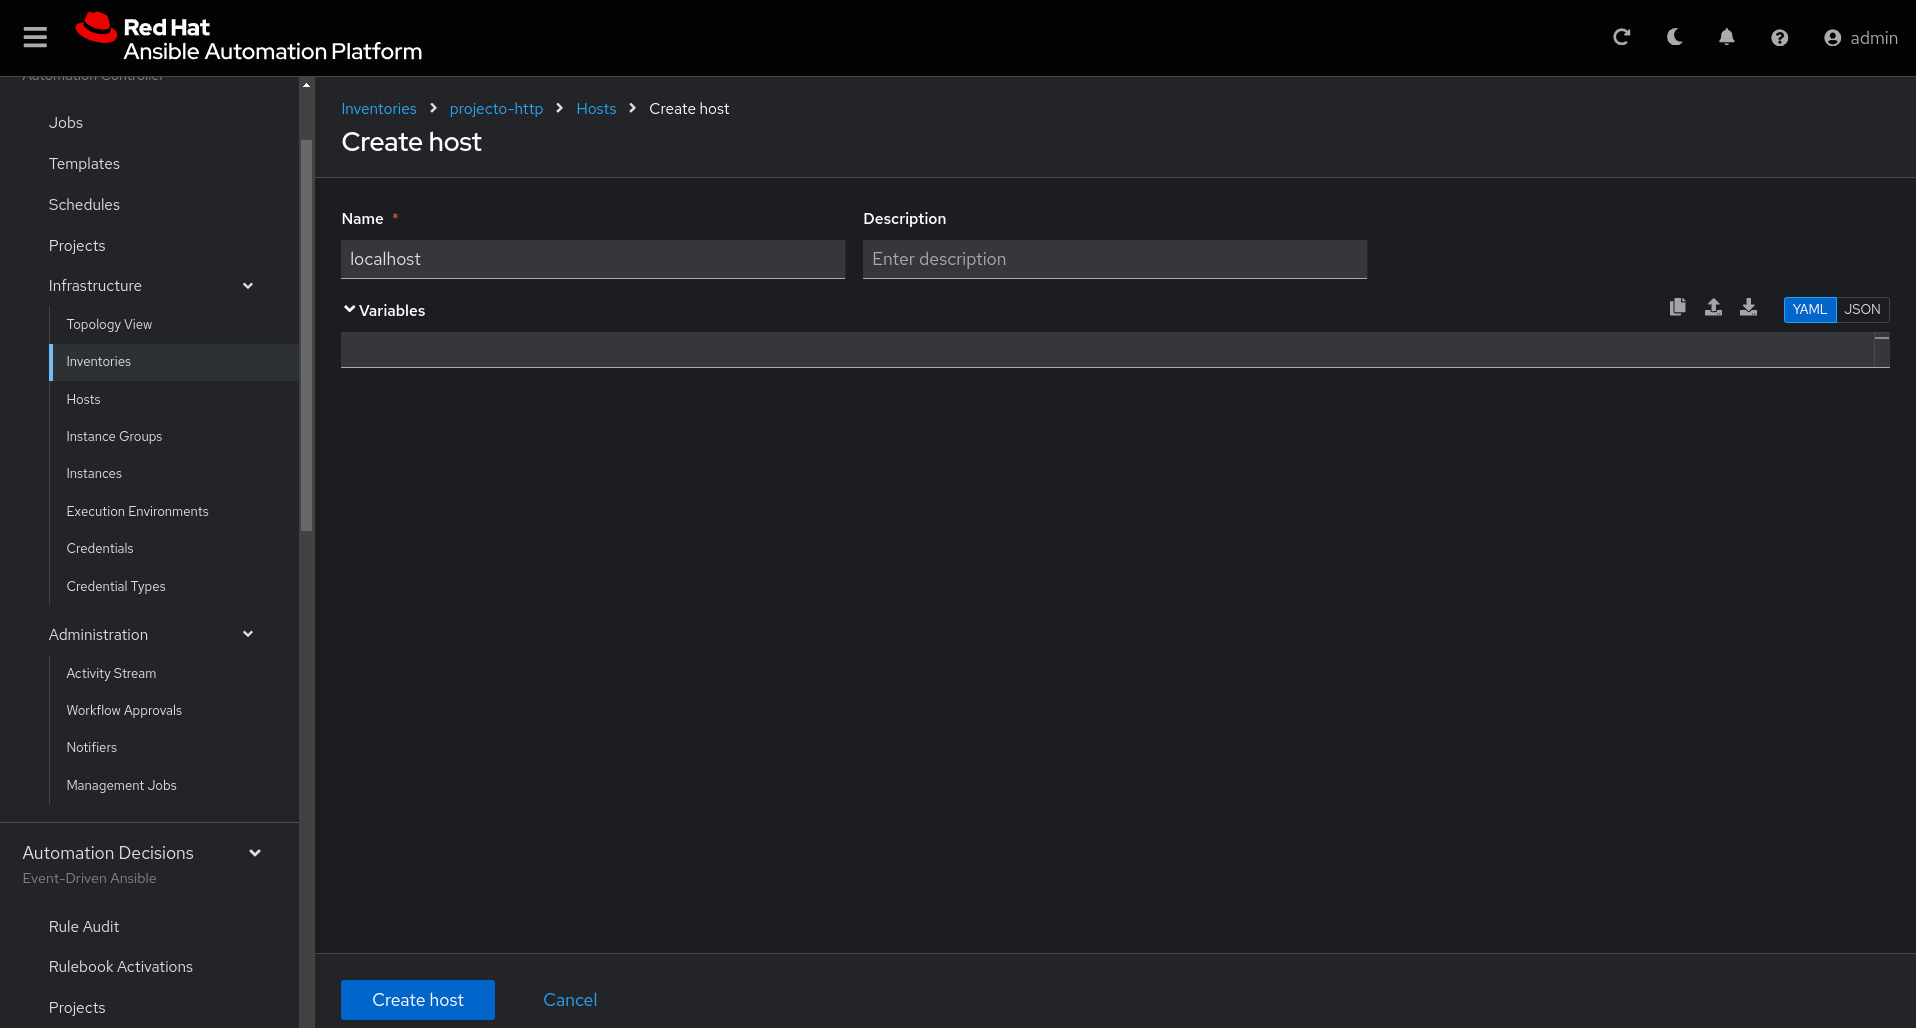 Red Hat
Ansible Automation Platform
admin
Automation Controller
Jobs
Templates
Schedules
Projects
Infrastructure
Topology View
Inventories
Hosts
Instance Groups
Instances
Execution Environments
Credentials
Credential Types
Administration
Activity Stream
Workflow Approvals
Notifiers
Management Jobs
Automation Decisions
Event-Driven Ansible
Rule Audit
Rulebook Activations
Projects
Inventories projecto-http Hosts Create host
Create host
Name * Description
localhost Enter description
Variables YAML JSON
Create host Cancel